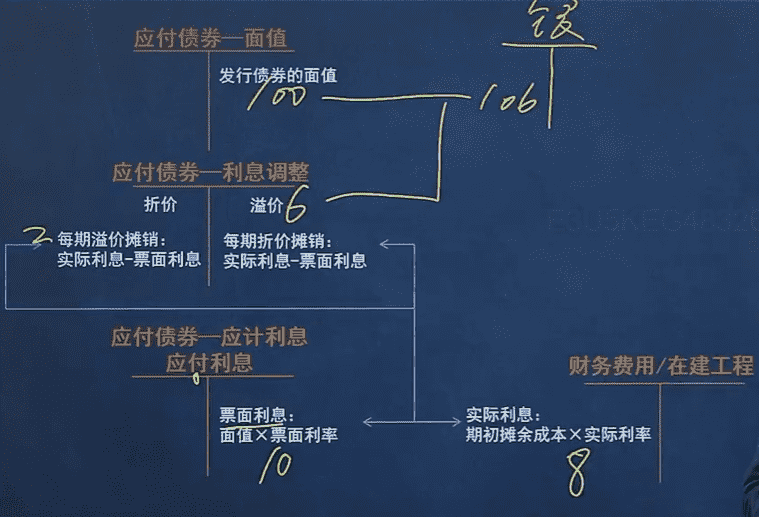 应付债券—面值
银
发行债券的面值
100
106
应付债券—利息调整
折价
溢价 6
2 每期溢价摊销：
实际利息-票面利息
每期折价摊销：
实际利息-票面利息
应付债券—应计利息
应付利息
财务费用/在建工程
票面利息：
面值×票面利率
10
实际利息：
期初摊余成本×实际利率
8